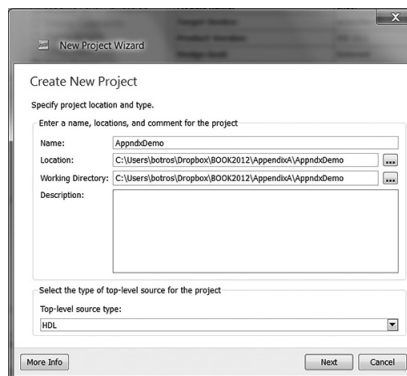 New Project Wizard
Create New Project
Specify project location and type.
Enter a name, locations, and comment for the project
Name: AppndxDemo
Location: C:\Users\botros\Dropbox\BOOK2012\AppendixA\AppndxDemo ...
Working Directory: C:\Users\botros\Dropbox\BOOK2012\AppendixA\AppndxDemo ...
Description:
Select the type of top-level source for the project
Top-level source type:
HDL
More Info Next Cancel